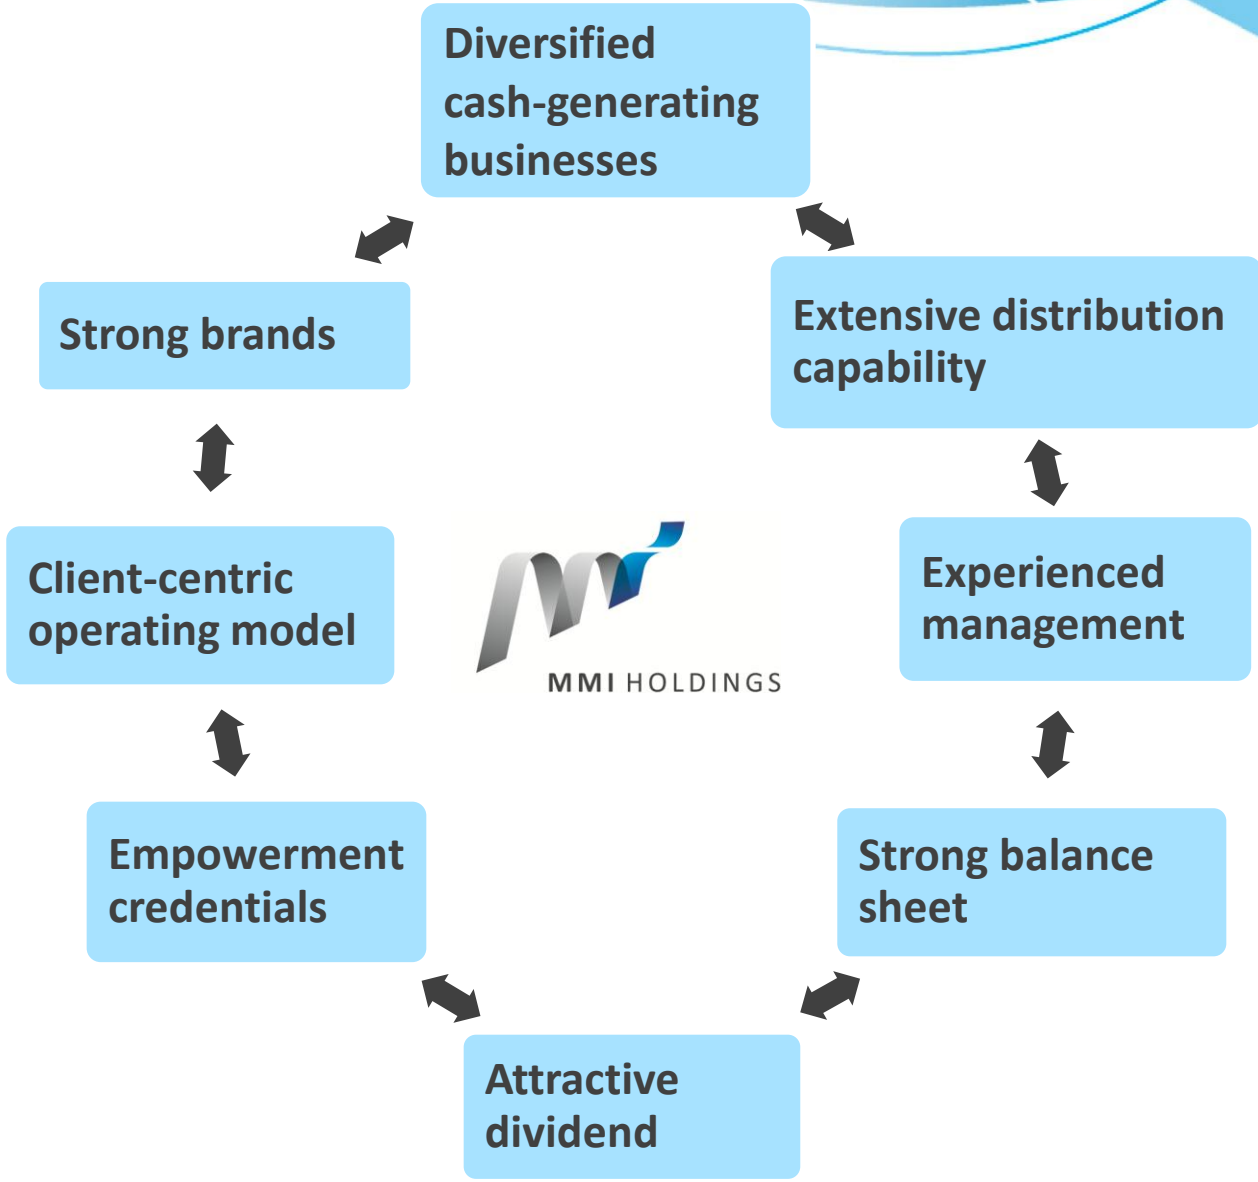 Diversified
cash-generating
businesses
Strong brands
Extensive distribution
capability
Client-centric
operating model
Experienced
management
MMI HOLDINGS
Empowerment
credentials
Strong balance
sheet
Attractive
dividend